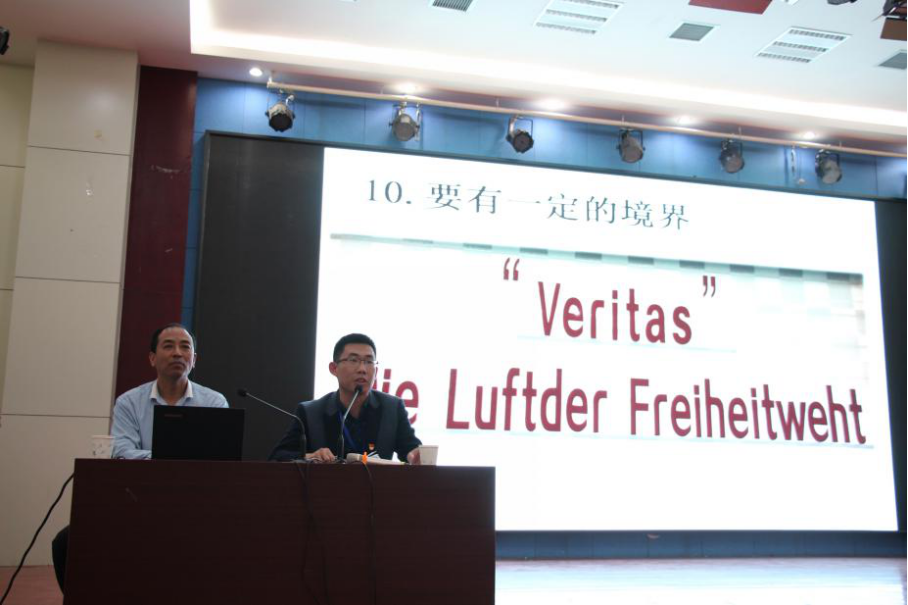 10. 要有一定的境界
“Veritas”
ie Luftder Freiheitweht